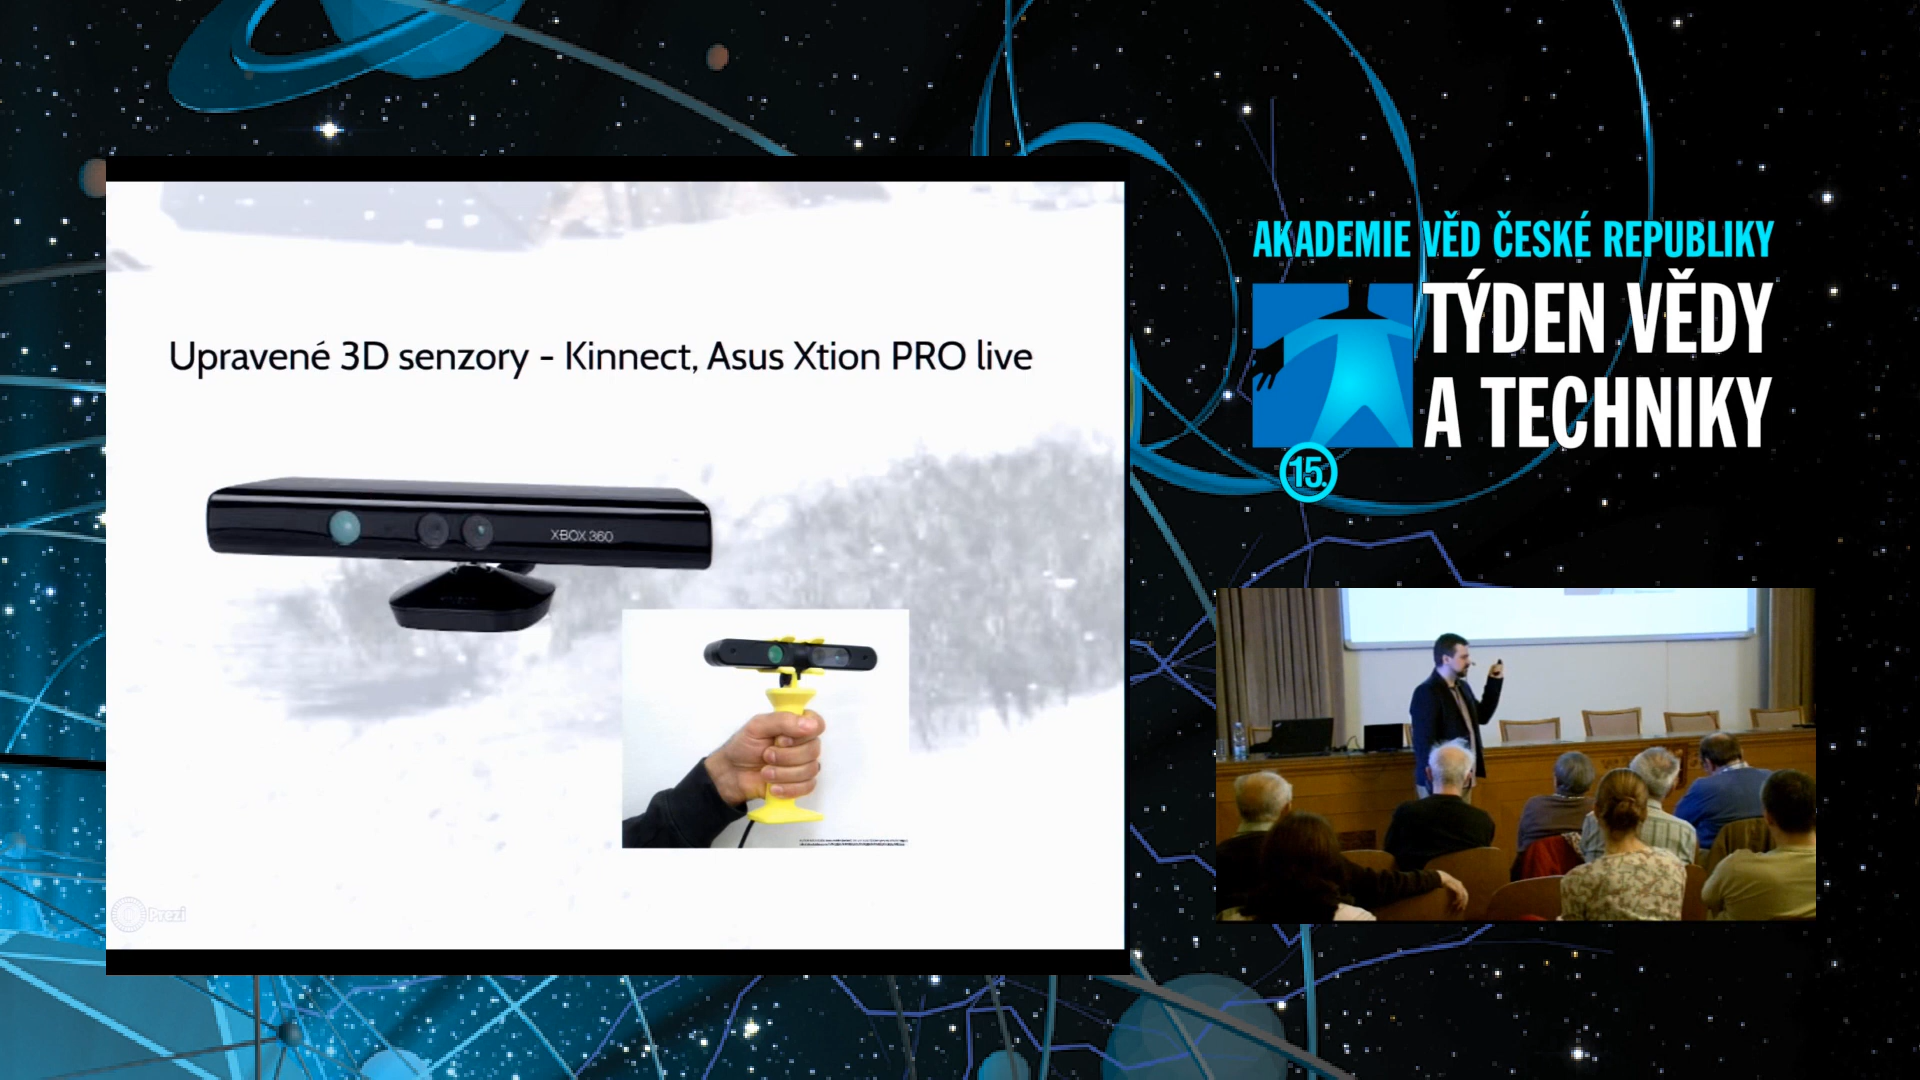 Upravené 3D senzory - Kinnect, Asus Xtion PRO live
XBOX 360
Prezi
AKADEMIE VĚD ČESKÉ REPUBLIKY
TÝDEN VĚDY
A TECHNIKY
15.